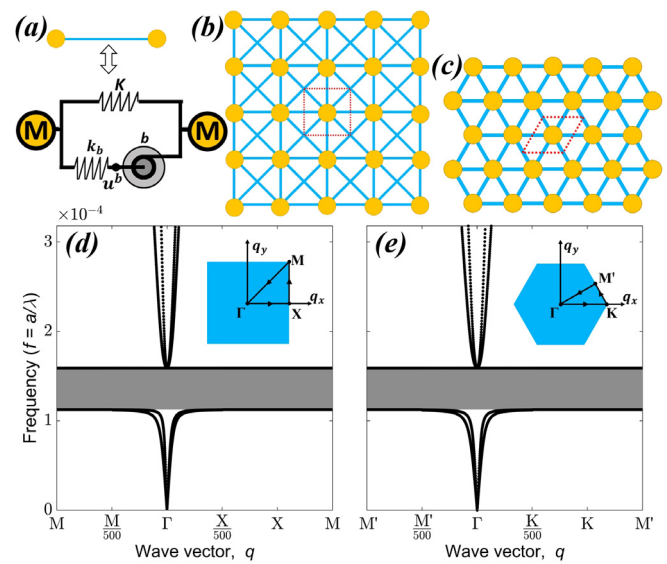 (a)
K
M
M
k_b
b
u^b
(b)
(c)
×10⁻⁴
3
2
1
0
Frequency (f = a/λ)
(d)
q_y
M
Γ
X
q_x
M
M/500
Γ
X/500
X
M
Wave vector, q
(e)
q_y
M'
Γ
K
q_x
M'
M'/500
Γ
K/500
K
M'
Wave vector, q